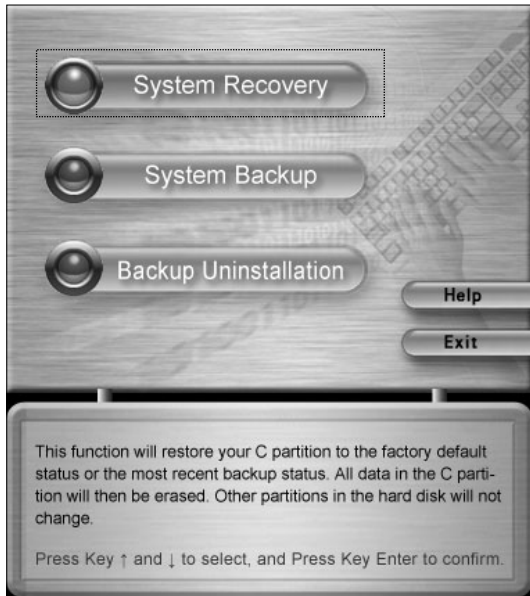 System Recovery
System Backup
Backup Uninstallation
Help
Exit
This function will restore your C partition to the factory default
status or the most recent backup status. All data in the C parti-
tion will then be erased. Other partitions in the hard disk will not
change.
Press Key ↑ and ↓ to select, and Press Key Enter to confirm.